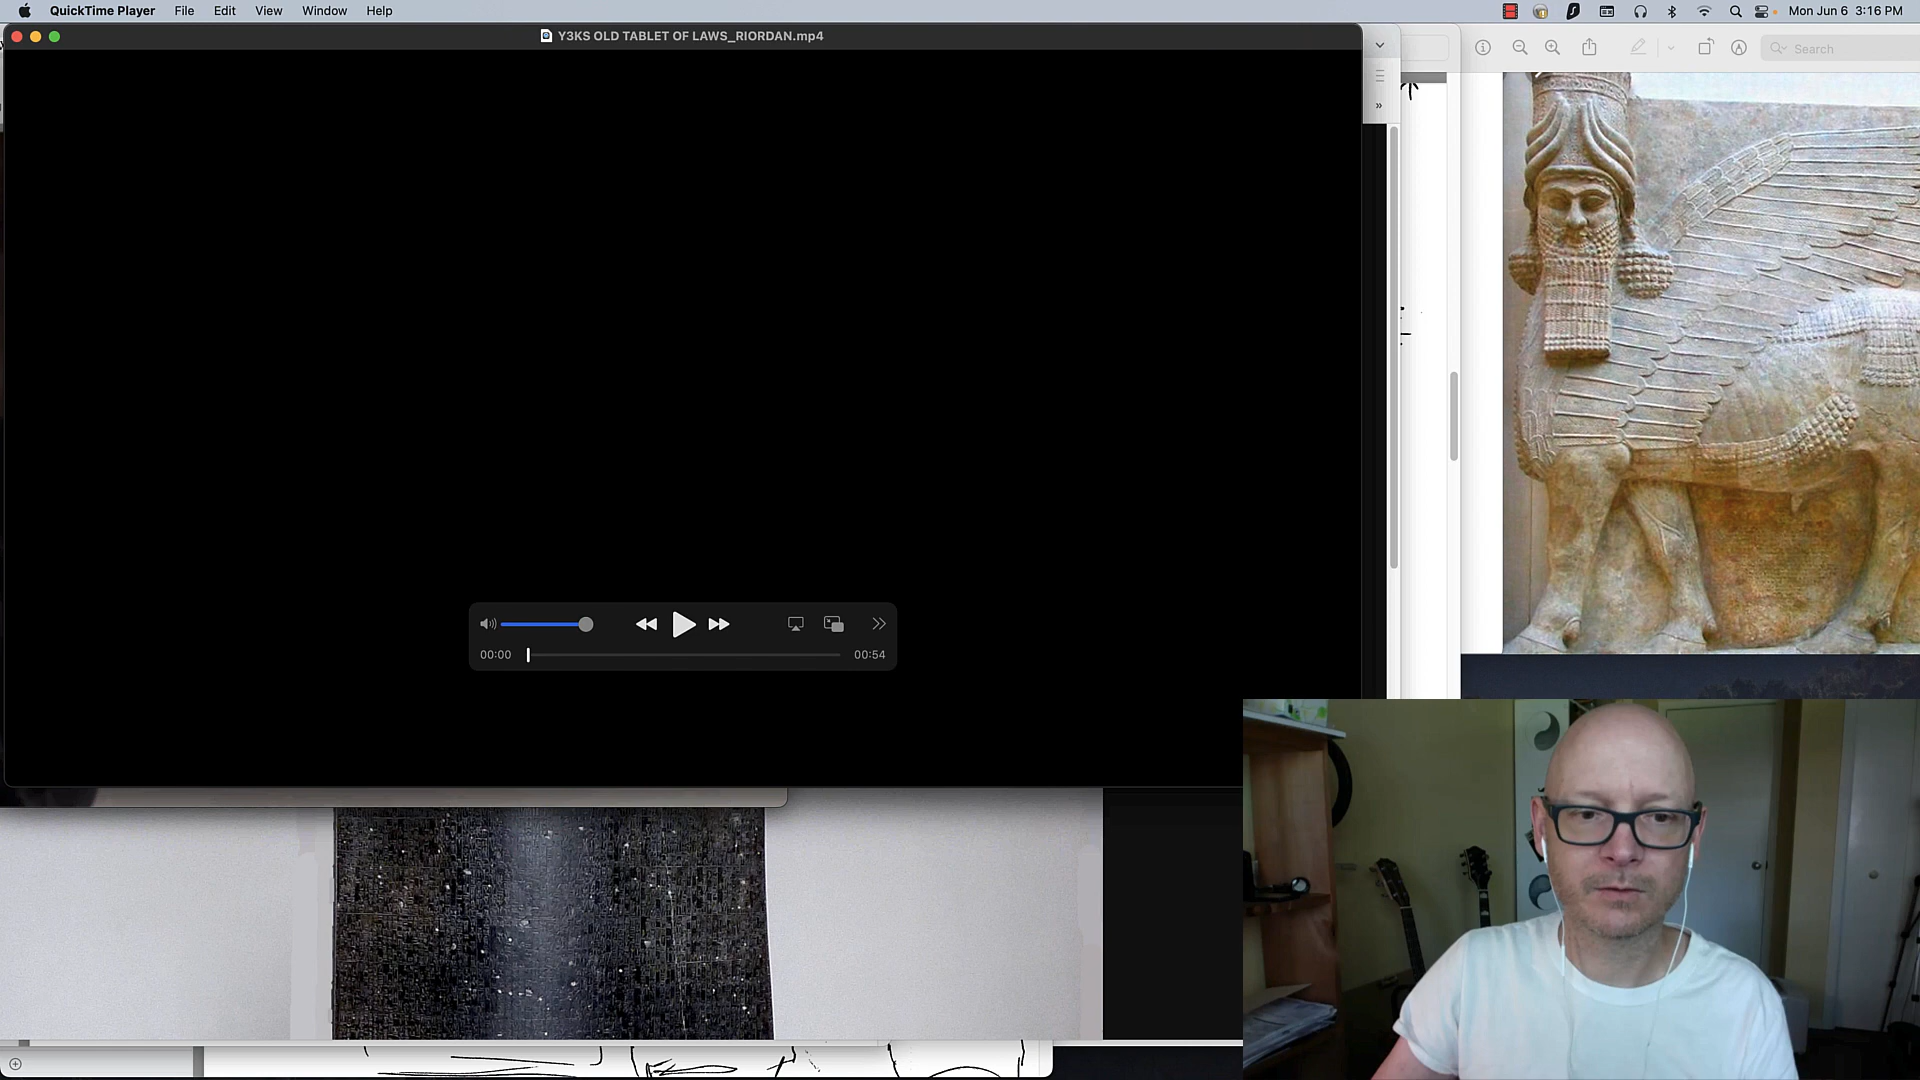 QuickTime Player File Edit View Window Help
Mon Jun 6 3:16 PM
Y3KS OLD TABLET OF LAWS_RIORDAN.mp4
Search
00:00
00:54